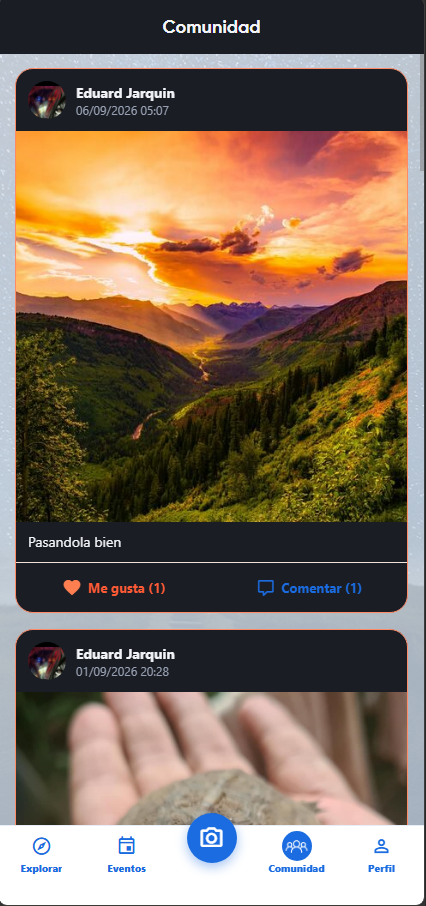 Comunidad
Eduard Jarquin
06/09/2026 05:07
Pasandola bien
Me gusta (1)
Comentar (1)
Eduard Jarquin
01/09/2026 20:28
Explorar
Eventos
Comunidad
Perfil